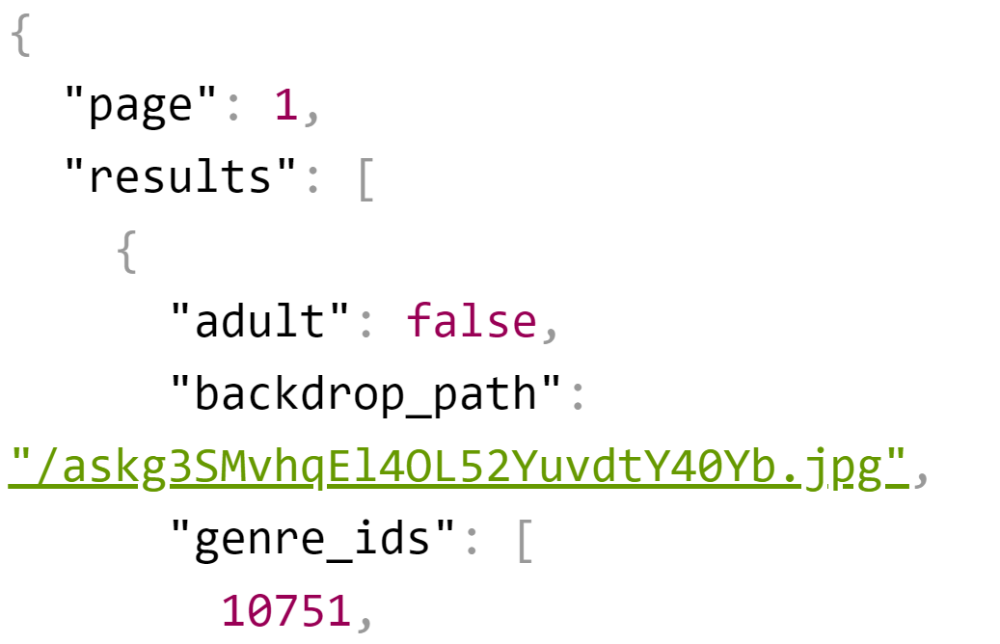 {
"page": 1,
"results": [
{
"adult": false,
"backdrop_path":
"/askg3SMvhqEl4OL52YuvdtY40Yb.jpg",
"genre_ids": [
10751,